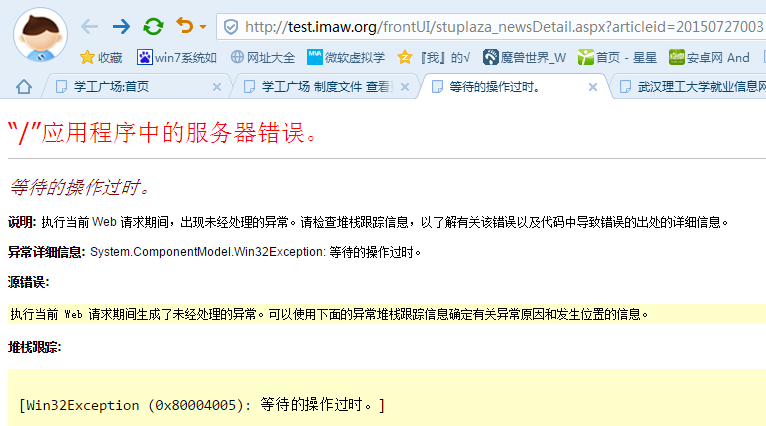 http://test.imaw.org/frontUI/stuplaza_newsDetail.aspx?articleid=20150727003
收藏 win7系统如 网址大全 MVA 微软虚拟学 『我』的√ 魔兽世界_W 首页 - 星星 安卓网 And
学工广场:首页 学工广场 制度文件 查看 等待的操作过时。 武汉理工大学就业信息网
“/”应用程序中的服务器错误。
等待的操作过时。
说明: 执行当前 Web 请求期间，出现未经处理的异常。请检查堆栈跟踪信息，以了解有关该错误以及代码中导致错误的出处的详细信息。
异常详细信息: System.ComponentModel.Win32Exception: 等待的操作过时。
源错误:
执行当前 Web 请求期间生成了未经处理的异常。可以使用下面的异常堆栈跟踪信息确定有关异常原因和发生位置的信息。
堆栈跟踪:
[Win32Exception (0x80004005): 等待的操作过时。]